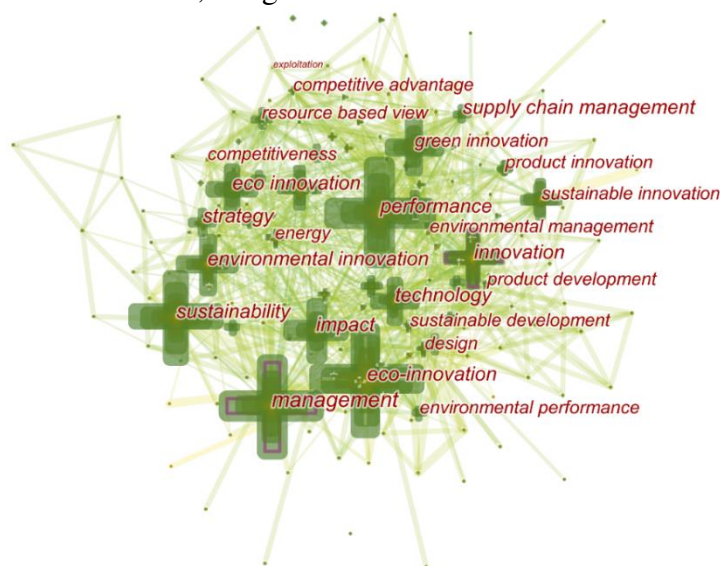 exploitation
competitive advantage
resource based view
supply chain management
green innovation
competitiveness
product innovation
eco innovation
sustainable innovation
performance
strategy
environmental management
energy
innovation
environmental innovation
product development
technology
sustainability
impact
sustainable development
design
eco-innovation
management
environmental performance